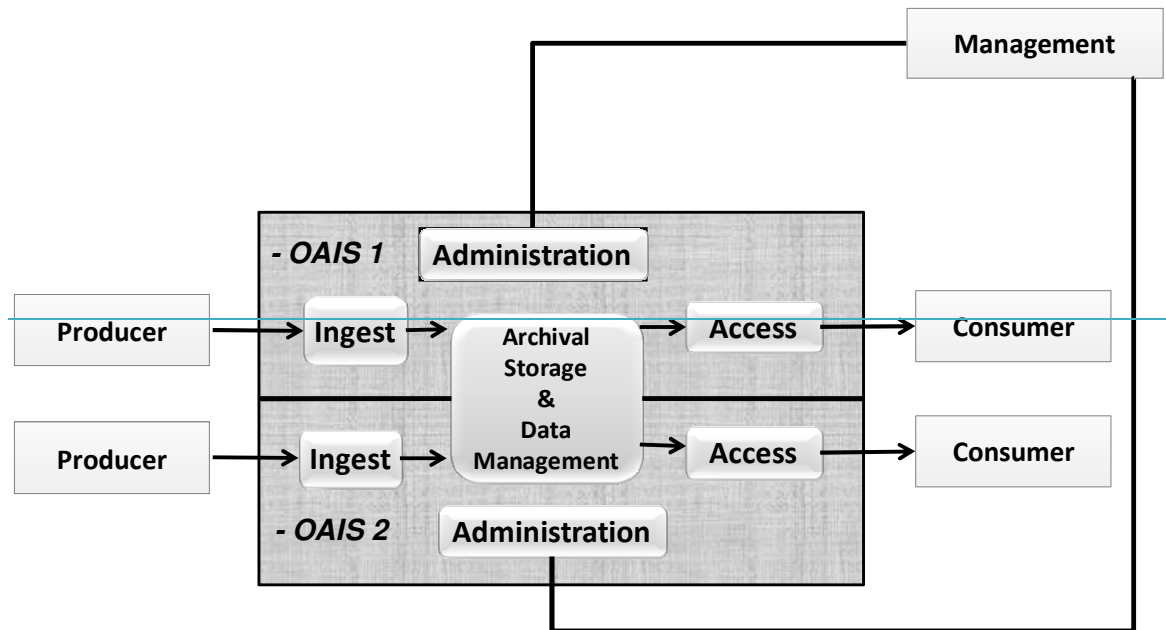 Management
- OAIS 1
Administration
Producer
Ingest
Archival
Storage
&
Data
Management
Access
Consumer
Producer
Ingest
Access
Consumer
- OAIS 2
Administration